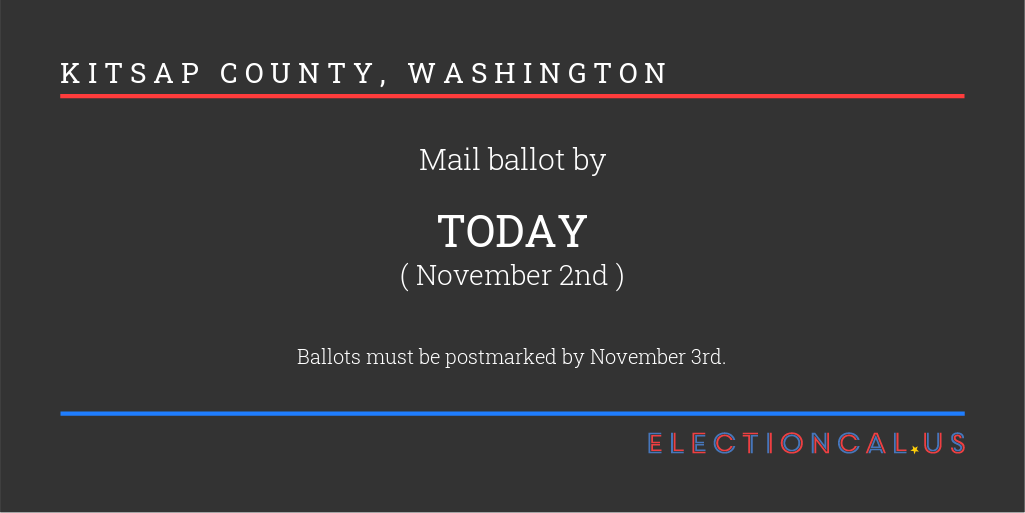 KITSAP COUNTY, WASHINGTON
Mail ballot by
TODAY
( November 2nd )
Ballots must be postmarked by November 3rd.
ELECTIONCAL.US